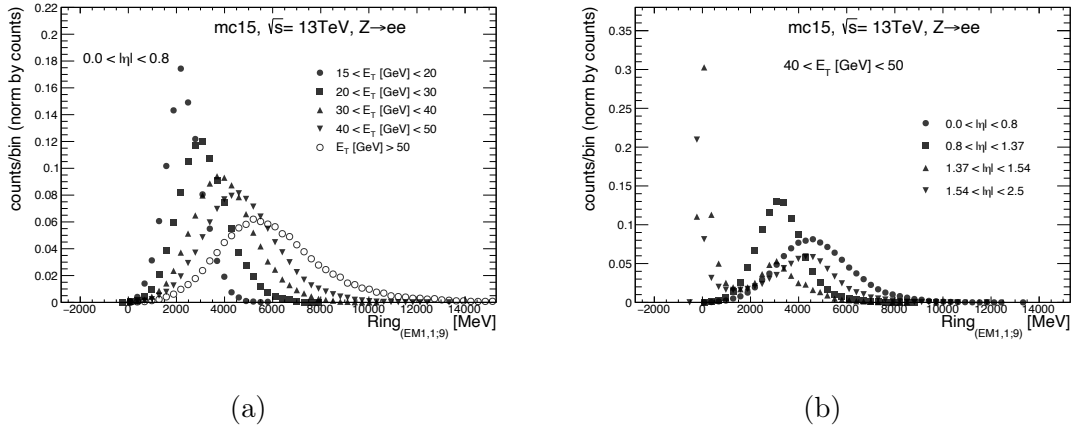 mc15, √s= 13TeV, Z→ee
0.0 < |η| < 0.8
15 < E_T [GeV] < 20
20 < E_T [GeV] < 30
30 < E_T [GeV] < 40
40 < E_T [GeV] < 50
E_T [GeV] > 50
counts/bin (norm by counts)
0.22
0.2
0.18
0.16
0.14
0.12
0.1
0.08
0.06
0.04
0.02
0
−2000 0 2000 4000 6000 8000 10000 12000 14000
Ring_(EM1,1;9) [MeV]
(a)
mc15, √s= 13TeV, Z→ee
40 < E_T [GeV] < 50
0.0 < |η| < 0.8
0.8 < |η| < 1.37
1.37 < |η| < 1.54
1.54 < |η| < 2.5
counts/bin (norm by counts)
0.35
0.3
0.25
0.2
0.15
0.1
0.05
0
−2000 0 2000 4000 6000 8000 10000 12000 14000
Ring_(EM1,1;9) [MeV]
(b)